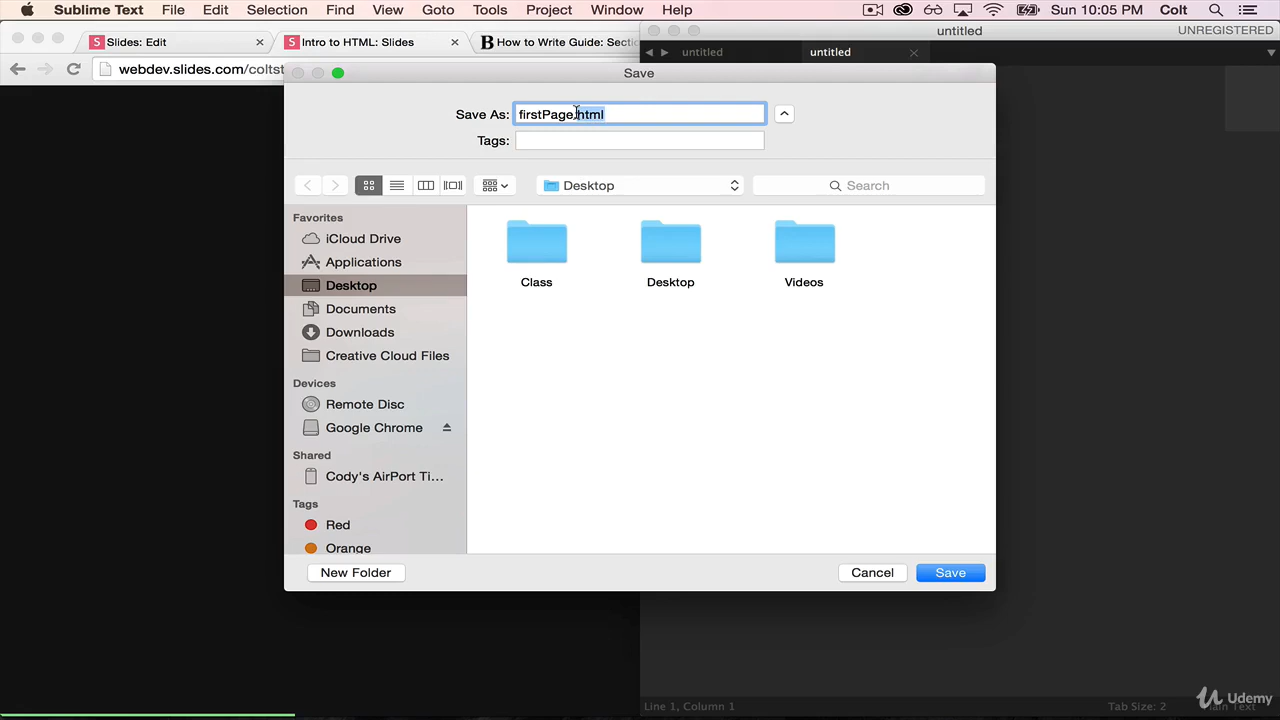 Sublime Text File Edit Selection Find View Goto Tools Project Window Help Sun 10:05 PM Colt
untitled UNREGISTERED
Slides: Edit Intro to HTML: Slides How to Write Guide: Sectio untitled untitled
webdev.slides.com/coltst
Save
Save As: firstPage.html
Tags:
Desktop Search
Favorites
iCloud Drive
Applications
Desktop
Documents
Downloads
Creative Cloud Files
Devices
Remote Disc
Google Chrome
Shared
Cody's AirPort Ti...
Tags
Red
Orange
Class Desktop Videos
New Folder Cancel Save
Line 1, Column 1 Tab Size: 2 Plain Text
Udemy